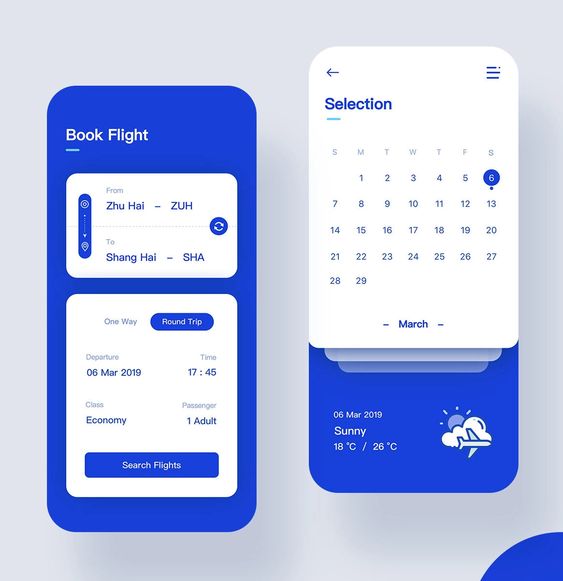 Book Flight
From
Zhu Hai – ZUH
To
Shang Hai – SHA
One Way Round Trip
Departure Time
06 Mar 2019 17 : 45
Class Passenger
Economy 1 Adult
Search Flights
Selection
S M T W T F S
1 2 3 4 5 6
7 8 9 10 11 12 13
14 15 16 17 18 19 20
21 22 23 24 25 26 27
28 29
– March –
06 Mar 2019
Sunny
18 °C / 26 °C